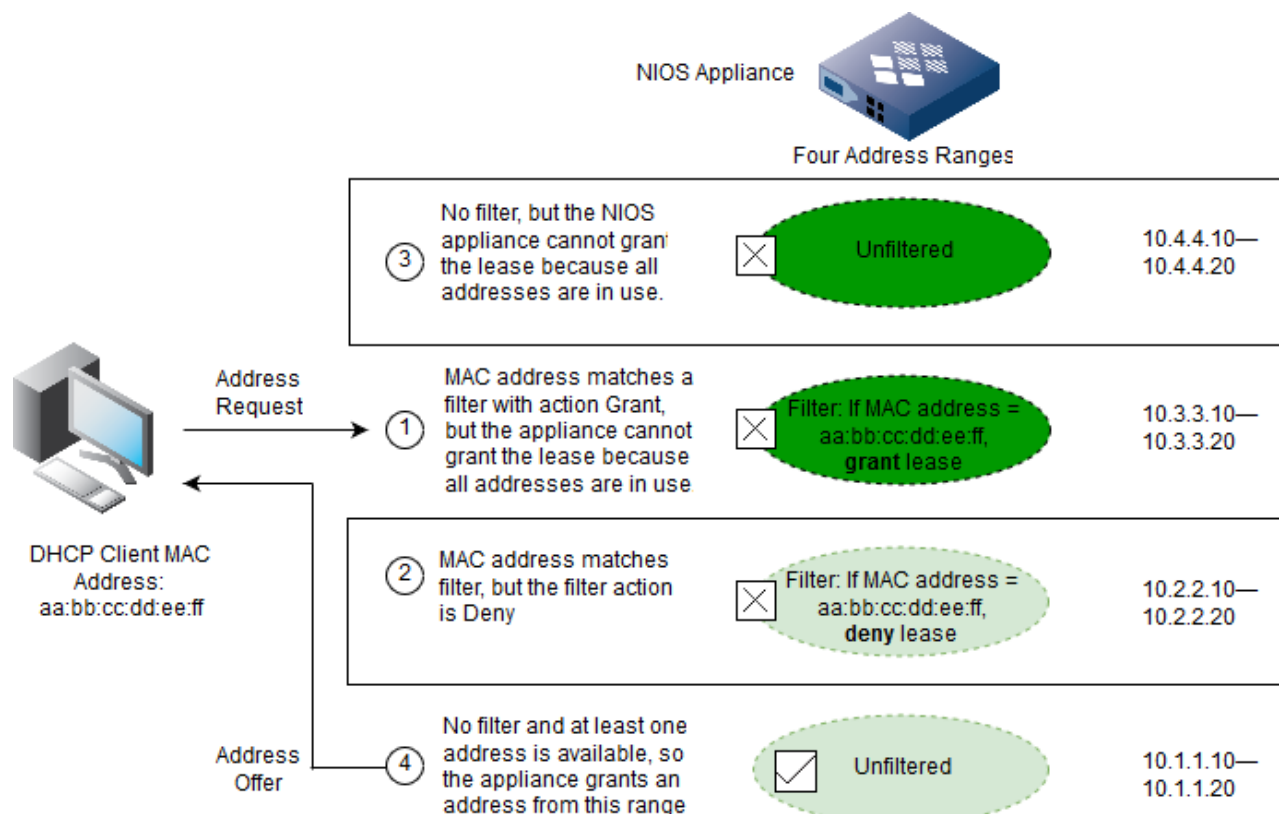 NIOS Appliance
Four Address Ranges
3
No filter, but the NIOS
appliance cannot grant
the lease because all
addresses are in use.
Unfiltered
10.4.4.10—
10.4.4.20
Address
Request
1
MAC address matches a
filter with action Grant,
but the appliance cannot
grant the lease because
all addresses are in use
Filter: If MAC address =
aa:bb:cc:dd:ee:ff,
grant lease
10.3.3.10—
10.3.3.20
DHCP Client MAC
Address:
aa:bb:cc:dd:ee:ff
2
MAC address matches
filter, but the filter action
is Deny
Filter: If MAC address =
aa:bb:cc:dd:ee:ff,
deny lease
10.2.2.10—
10.2.2.20
Address
Offer
4
No filter and at least one
address is available, so
the appliance grants an
address from this range
Unfiltered
10.1.1.10—
10.1.1.20